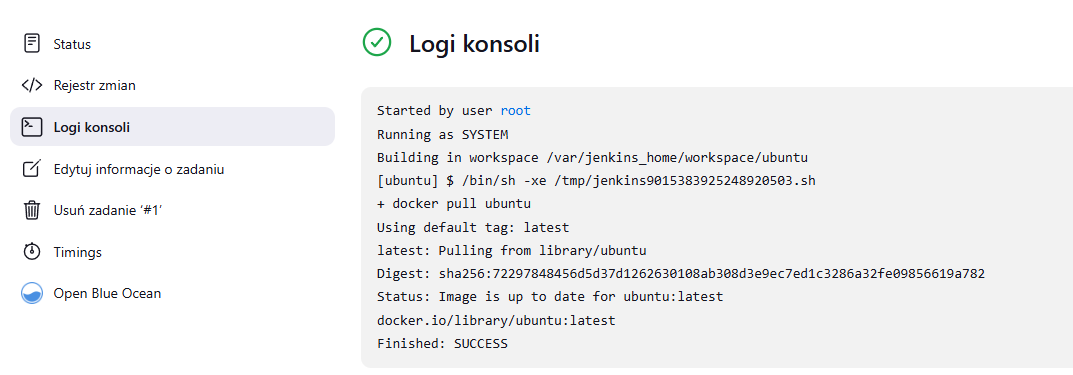 Status
Rejestr zmian
Logi konsoli
Edytuj informacje o zadaniu
Usuń zadanie ‘#1’
Timings
Open Blue Ocean
Logi konsoli
Started by user root
Running as SYSTEM
Building in workspace /var/jenkins_home/workspace/ubuntu
[ubuntu] $ /bin/sh -xe /tmp/jenkins9015383925248920503.sh
+ docker pull ubuntu
Using default tag: latest
latest: Pulling from library/ubuntu
Digest: sha256:72297848456d5d37d1262630108ab308d3e9ec7ed1c3286a32fe09856619a782
Status: Image is up to date for ubuntu:latest
docker.io/library/ubuntu:latest
Finished: SUCCESS